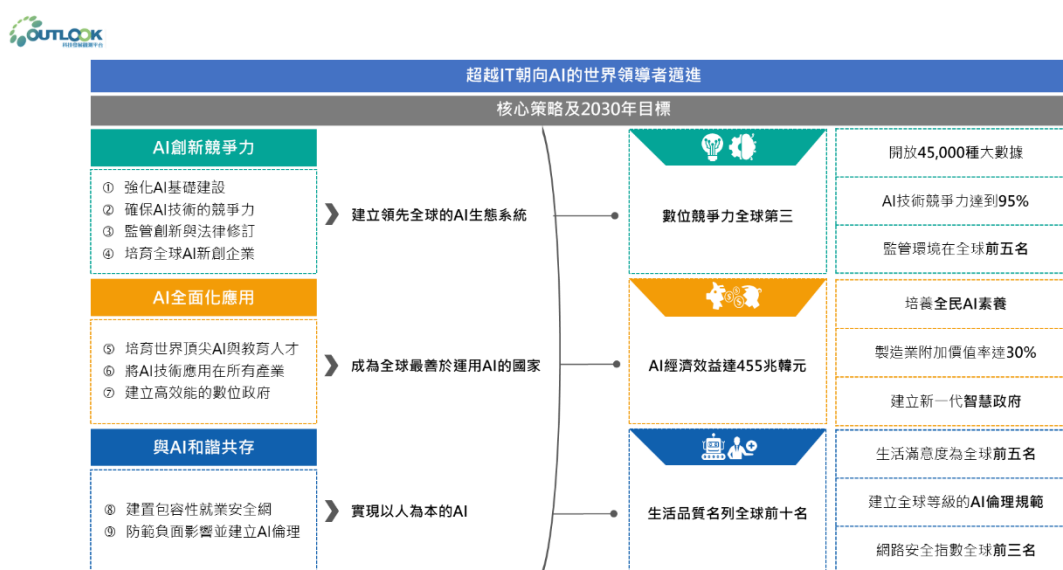 OUTLOOK
科技發展觀測平台
超越IT朝向AI的世界領導者邁進
核心策略及2030年目標
AI創新競爭力
① 強化AI基礎建設
② 確保AI技術的競爭力
③ 監管創新與法律修訂
④ 培育全球AI新創企業
建立領先全球的AI生態系統
數位競爭力全球第三
開放45,000種大數據
AI技術競爭力達到95%
監管環境在全球前五名
AI全面化應用
⑤ 培育世界頂尖AI與教育人才
⑥ 將AI技術應用在所有產業
⑦ 建立高效能的數位政府
成為全球最善於運用AI的國家
AI經濟效益達455兆韓元
培養全民AI素養
製造業附加價值率達30%
建立新一代智慧政府
與AI和諧共存
⑧ 建置包容性就業安全網
⑨ 防範負面影響並建立AI倫理
實現以人為本的AI
生活品質名列全球前十名
生活滿意度為全球前五名
建立全球等級的AI倫理規範
網路安全指數全球前三名